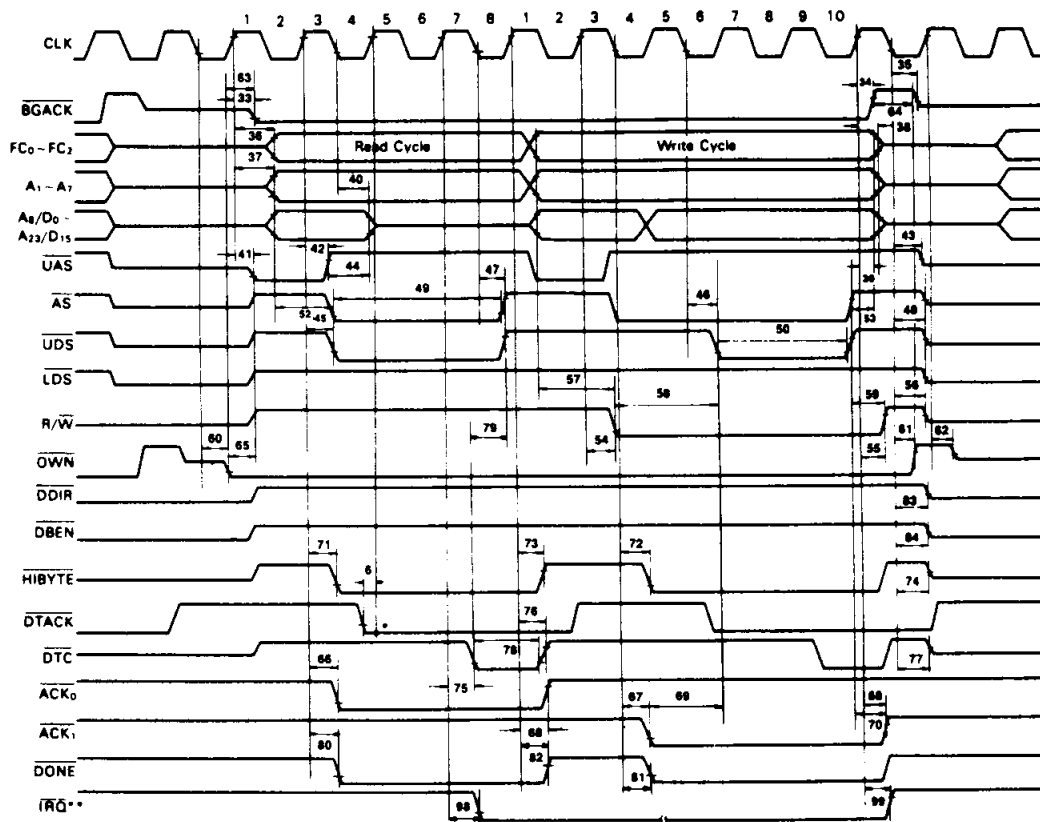 1 2 3 4 5 6 7 8 1 2 3 4 5 6 7 8 9 10
CLK
63 34 35
BGACK 33 64
36 38
FC0~FC2 Read Cycle Write Cycle
37
A1~A7 40
A8/D0~
A23/D15
42 43
UAS 41 44 47 36
AS 49 46 53 48
52 45 50
UDS
LDS 57 58 59 56
R/W 79 54 61 62
60 65 55
OWN
DDIR 83
DBEN 84
71 73 72
HIBYTE 6 74
DTACK * 76
DTC 78 77
66 75 67 69 68
ACK0 70
ACK1 68
80 82
DONE 81
IRQ** 98 99